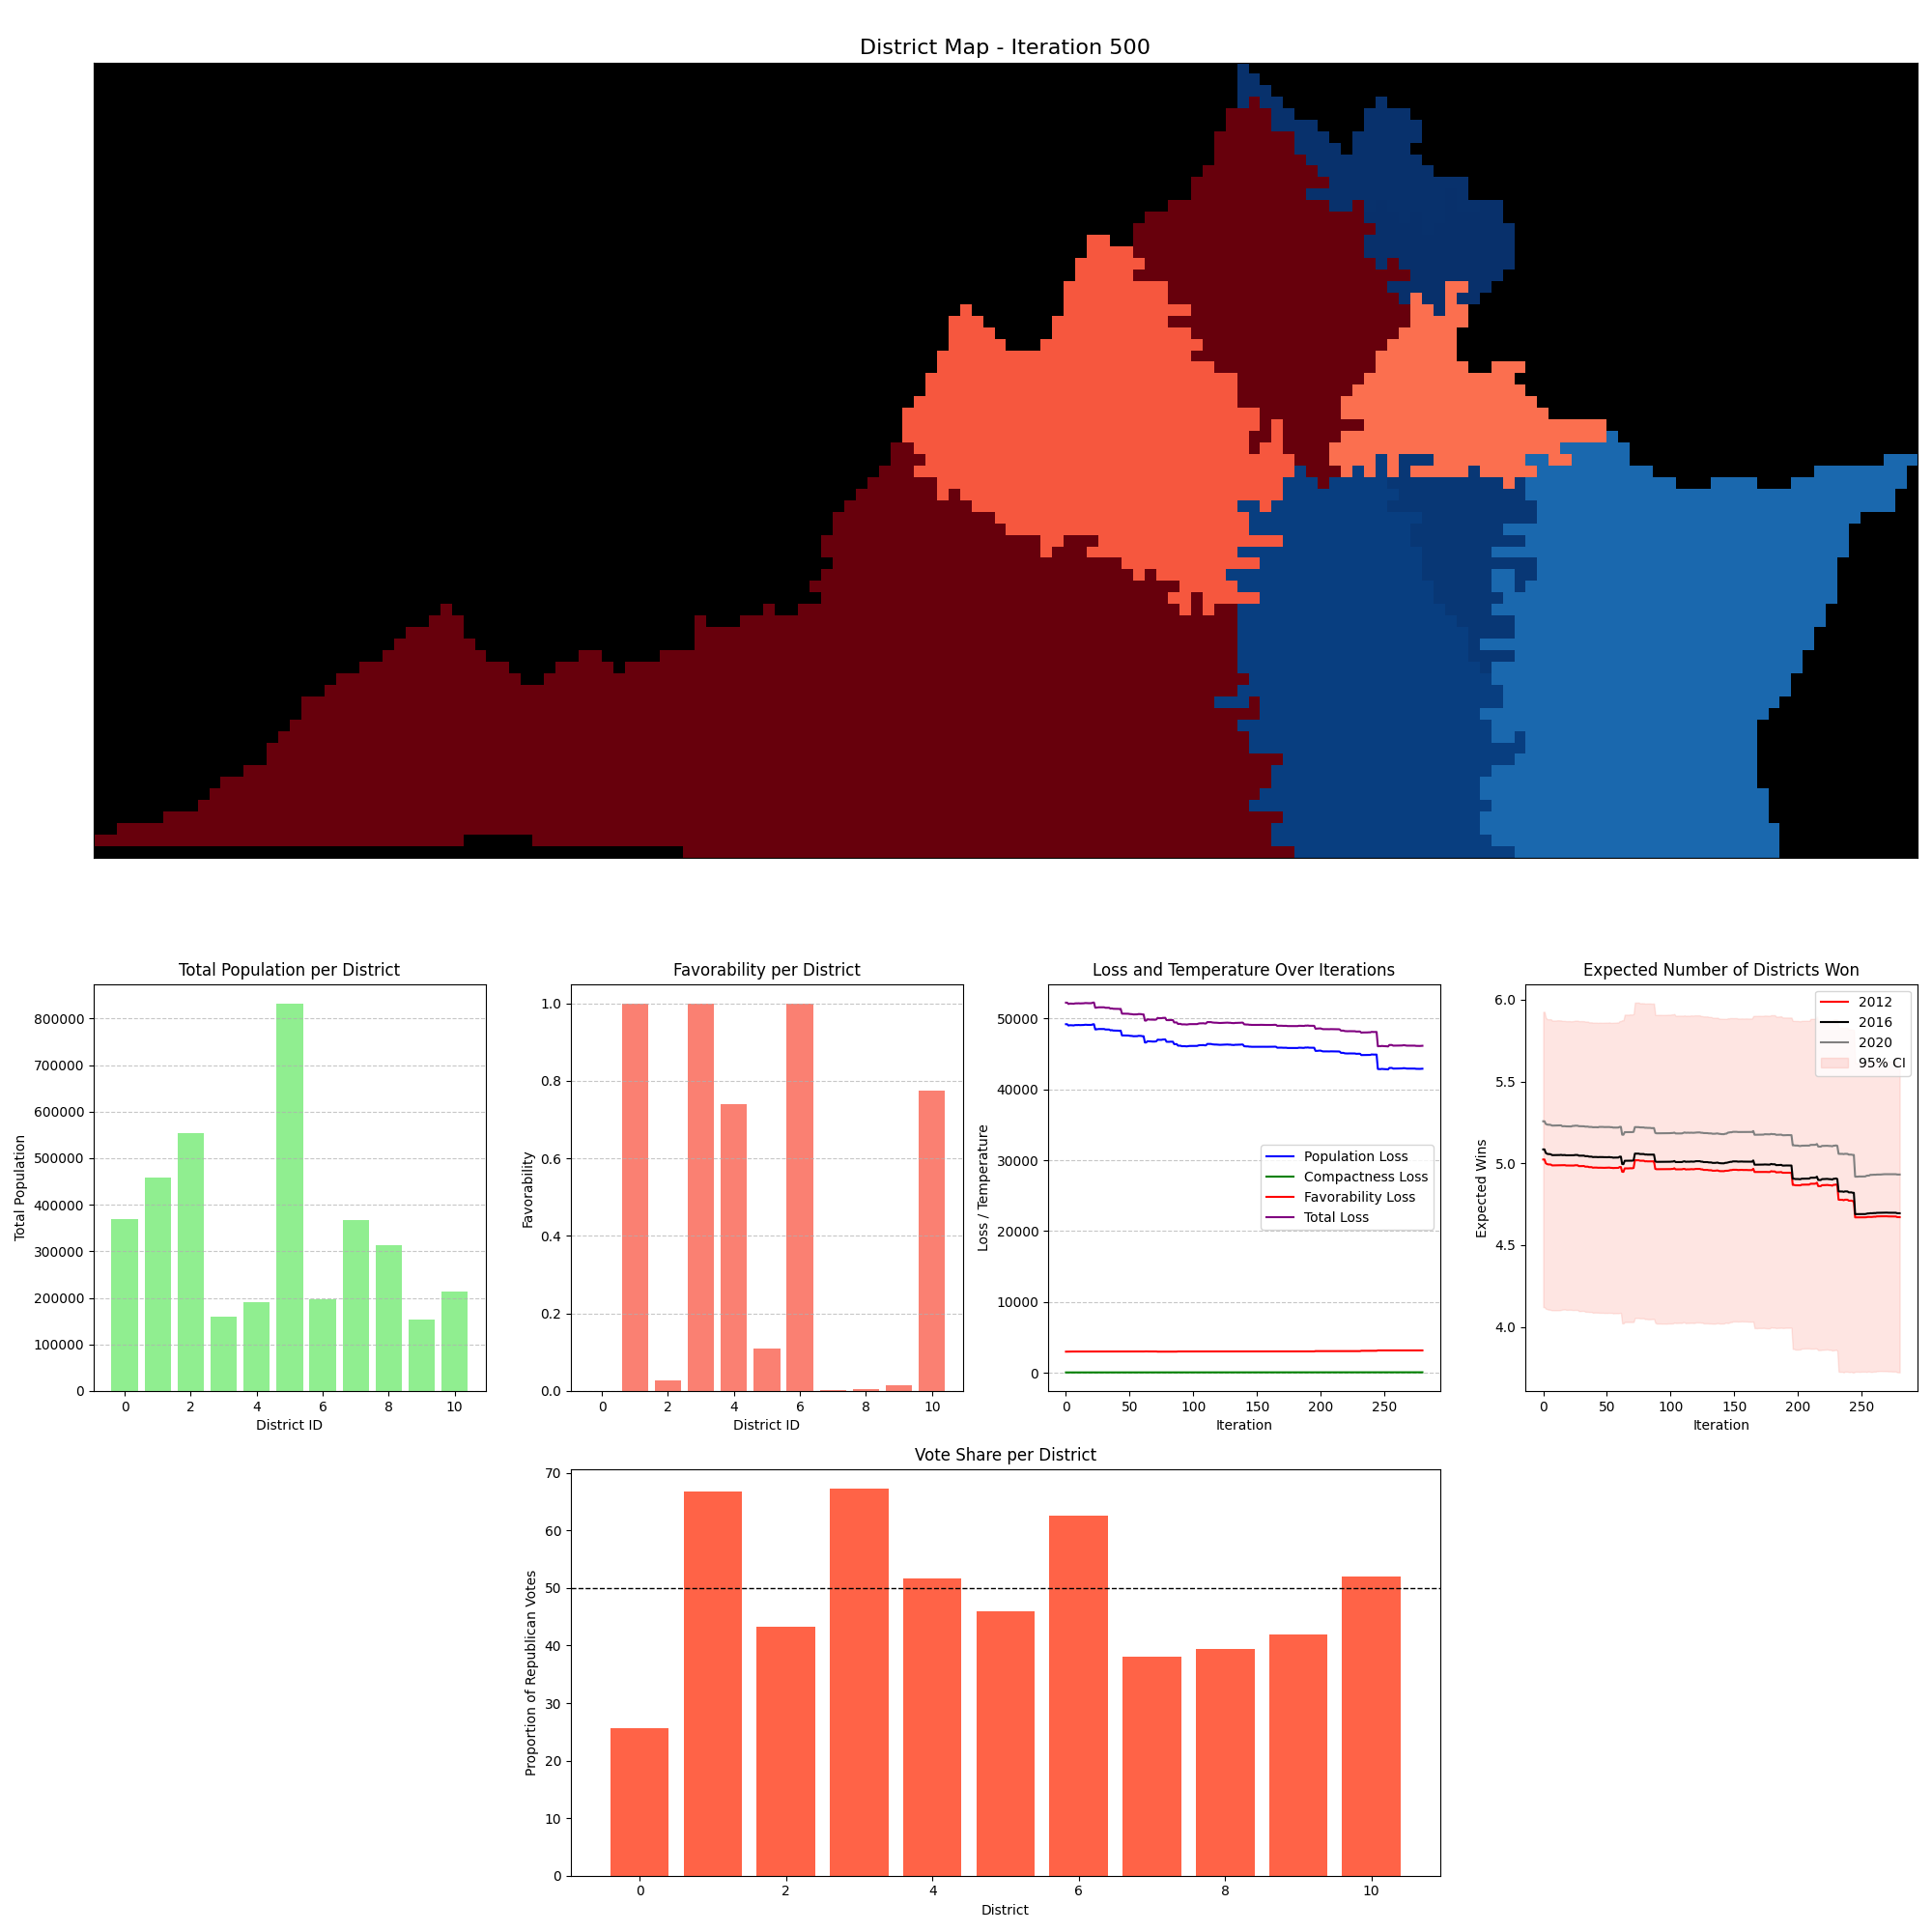 District Map - Iteration 500
Total Population per District
Total Population
800000
700000
600000
500000
400000
300000
200000
100000
0
0 2 4 6 8 10
District ID
Favorability per District
Favorability
1.0
0.8
0.6
0.4
0.2
0.0
0 2 4 6 8 10
District ID
Loss and Temperature Over Iterations
Loss / Temperature
50000
40000
30000
20000
10000
0
Population Loss
Compactness Loss
Favorability Loss
Total Loss
0 50 100 150 200 250
Iteration
Expected Number of Districts Won
Expected Wins
6.0
5.5
5.0
4.5
4.0
2012
2016
2020
95% CI
0 50 100 150 200 250
Iteration
Vote Share per District
Proportion of Republican Votes
70
60
50
40
30
20
10
0
0 2 4 6 8 10
District